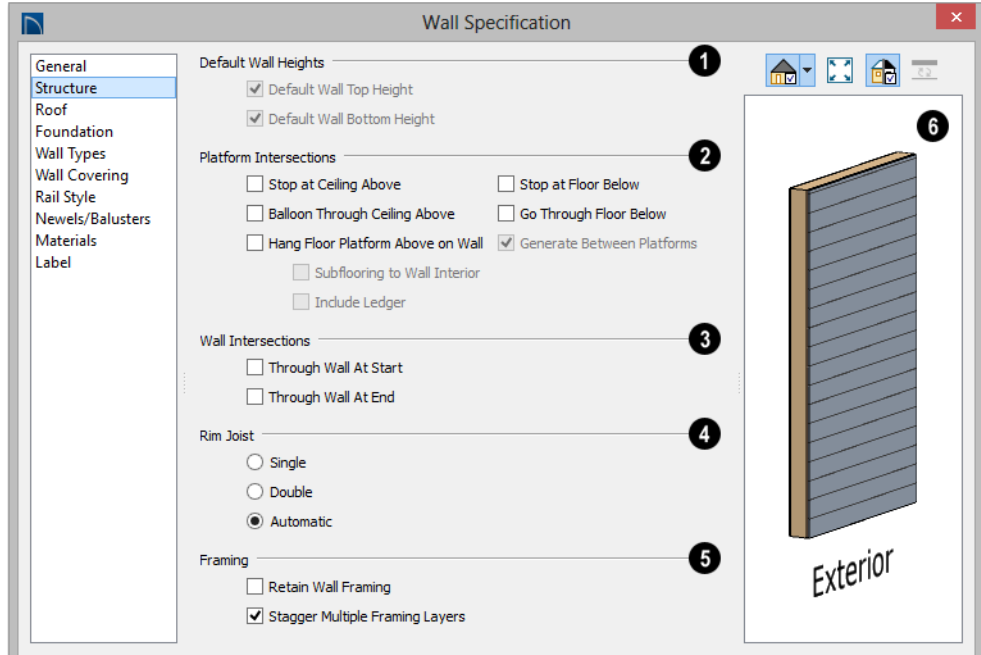 Wall Specification
General
Structure
Roof
Foundation
Wall Types
Wall Covering
Rail Style
Newels/Balusters
Materials
Label
Default Wall Heights 1
Default Wall Top Height
Default Wall Bottom Height
Platform Intersections 2
Stop at Ceiling Above Stop at Floor Below
Balloon Through Ceiling Above Go Through Floor Below
Hang Floor Platform Above on Wall Generate Between Platforms
Subflooring to Wall Interior
Include Ledger
Wall Intersections 3
Through Wall At Start
Through Wall At End
Rim Joist 4
Single
Double
Automatic
Framing 5
Retain Wall Framing
Stagger Multiple Framing Layers
6
Exterior